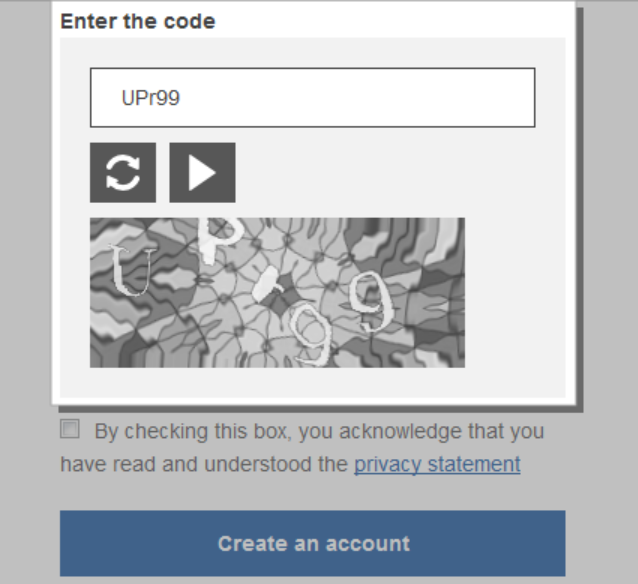 Enter the code
UPr99
By checking this box, you acknowledge that you
have read and understood the privacy statement
Create an account